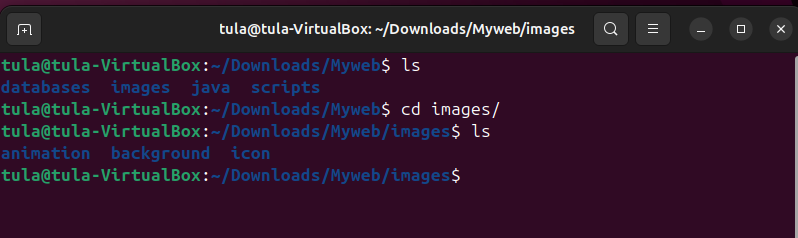 tula@tula-VirtualBox: ~/Downloads/Myweb/images
tula@tula-VirtualBox:~/Downloads/Myweb$ ls
databases  images  java  scripts
tula@tula-VirtualBox:~/Downloads/Myweb$ cd images/
tula@tula-VirtualBox:~/Downloads/Myweb/images$ ls
animation  background  icon
tula@tula-VirtualBox:~/Downloads/Myweb/images$